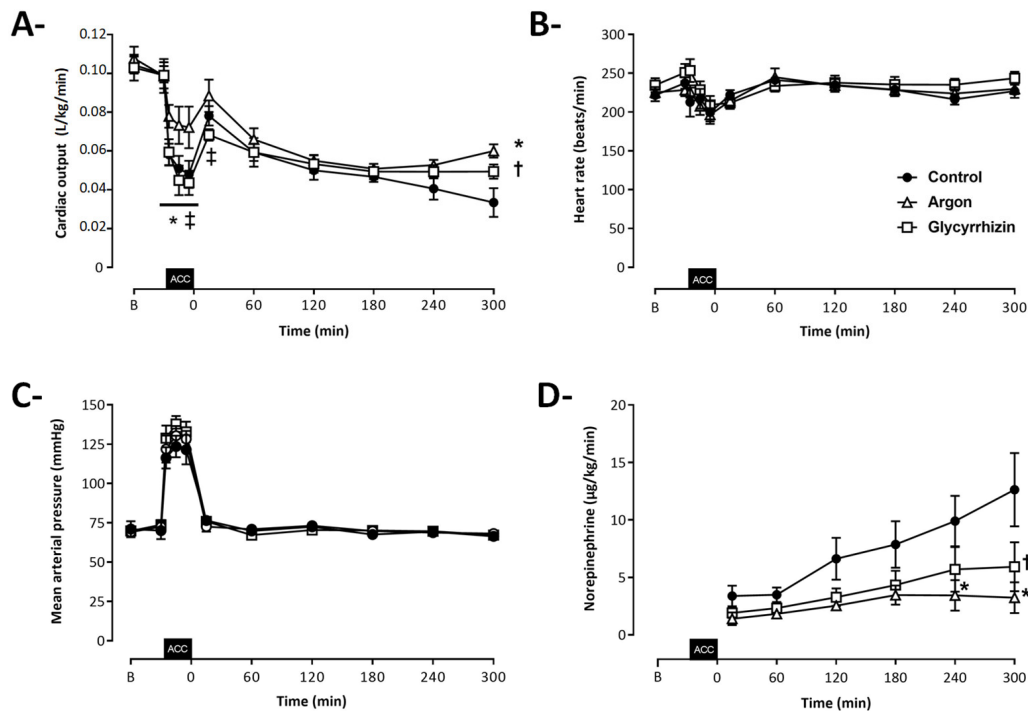 A-
Cardiac output (L/kg/min)
0.12
0.10
0.08
0.06
0.04
0.02
0
*
†
‡
* ‡
ACC
B 0 60 120 180 240 300
Time (min)
B-
Heart rate (beats/min)
300
250
200
150
100
50
0
Control
Argon
Glycyrrhizin
ACC
B 0 60 120 180 240 300
Time (min)
C-
Mean arterial pressure (mmHg)
150
125
100
75
50
25
0
ACC
B 0 60 120 180 240 300
Time (min)
D-
Norepinephrine (µg/kg/min)
20
15
10
5
0
†
*
*
ACC
B 0 60 120 180 240 300
Time (min)